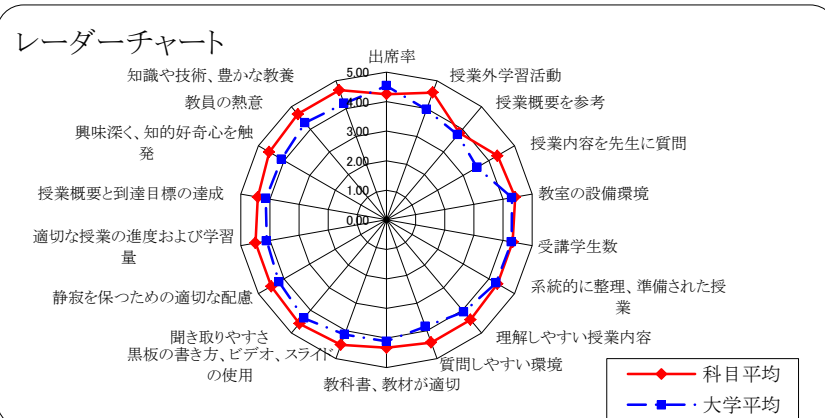 レーダーチャート
出席率
授業外学習活動
授業概要を参考
授業内容を先生に質問
教室の設備環境
受講学生数
系統的に整理、準備された授
業
理解しやすい授業内容
質問しやすい環境
教科書、教材が適切
黒板の書き方、ビデオ、スライド
の使用
聞き取りやすさ
静寂を保つための適切な配慮
適切な授業の進度および学習
量
授業概要と到達目標の達成
興味深く、知的好奇心を触
発
教員の熱意
知識や技術、豊かな教養
5.00
4.00
3.00
2.00
1.00
0.00
科目平均
大学平均